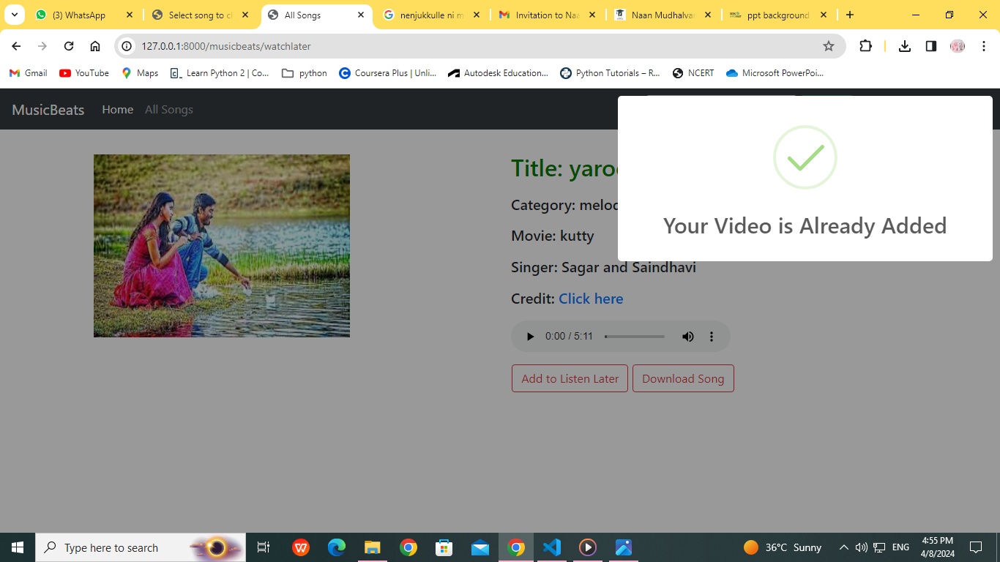 (3) WhatsApp
Select song to cl
All Songs
nenjukkulle ni m
Invitation to Naa
Naan Mudhalva
ppt background
127.0.0.1:8000/musicbeats/watchlater
Gmail
YouTube
Maps
Learn Python 2 | Co...
python
Coursera Plus | Unli...
Autodesk Education...
Python Tutorials – R...
NCERT
Microsoft PowerPoi...
MusicBeats
Home
All Songs
Your Video is Already Added
Title:
Category:
Movie: kutty
Singer: Sagar and Saindhavi
Credit: Click here
0:00 / 5:11
Add to Listen Later
Download Song
Type here to search
36°C Sunny
ENG
4:55 PM
4/8/2024